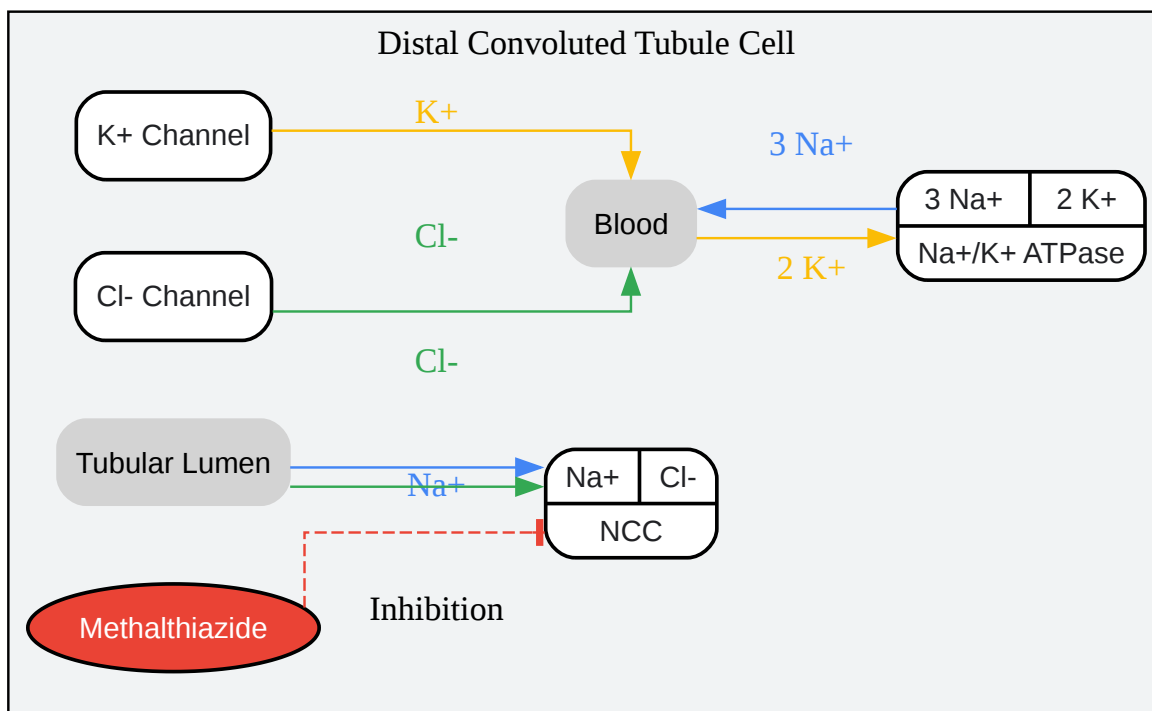 Distal Convoluted Tubule Cell
K+
K+ Channel
3 Na+
3 Na+
2 K+
Blood
Cl-
Na+/K+ ATPase
2 K+
Cl- Channel
Cl-
Tubular Lumen
Na+
Na+
Cl-
NCC
Inhibition
Methalthiazide